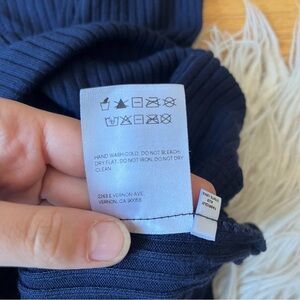 HAND WASH COLD. DO NOT BLEACH.
DRY FLAT. DO NOT IRON. DO NOT DRY
CLEAN.
2263 E VERNON AVE.
VERNON, CA 90058